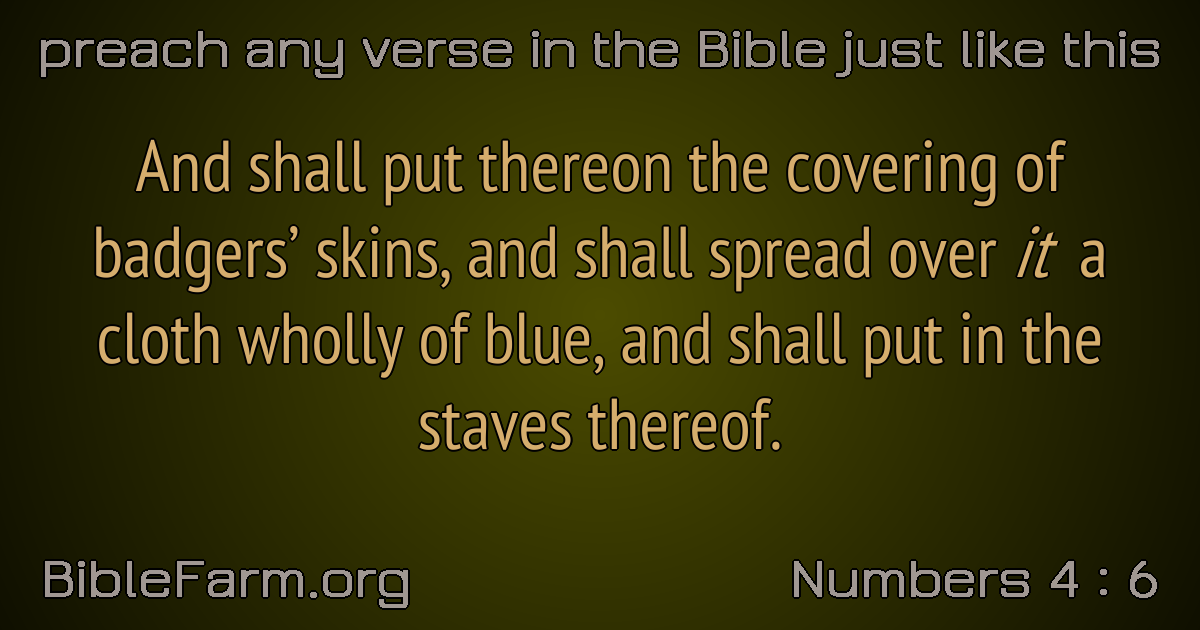 preach any verse in the Bible just like this
And shall put thereon the covering of
badgers’ skins, and shall spread over it a
cloth wholly of blue, and shall put in the
staves thereof.
BibleFarm.org
Numbers 4 : 6